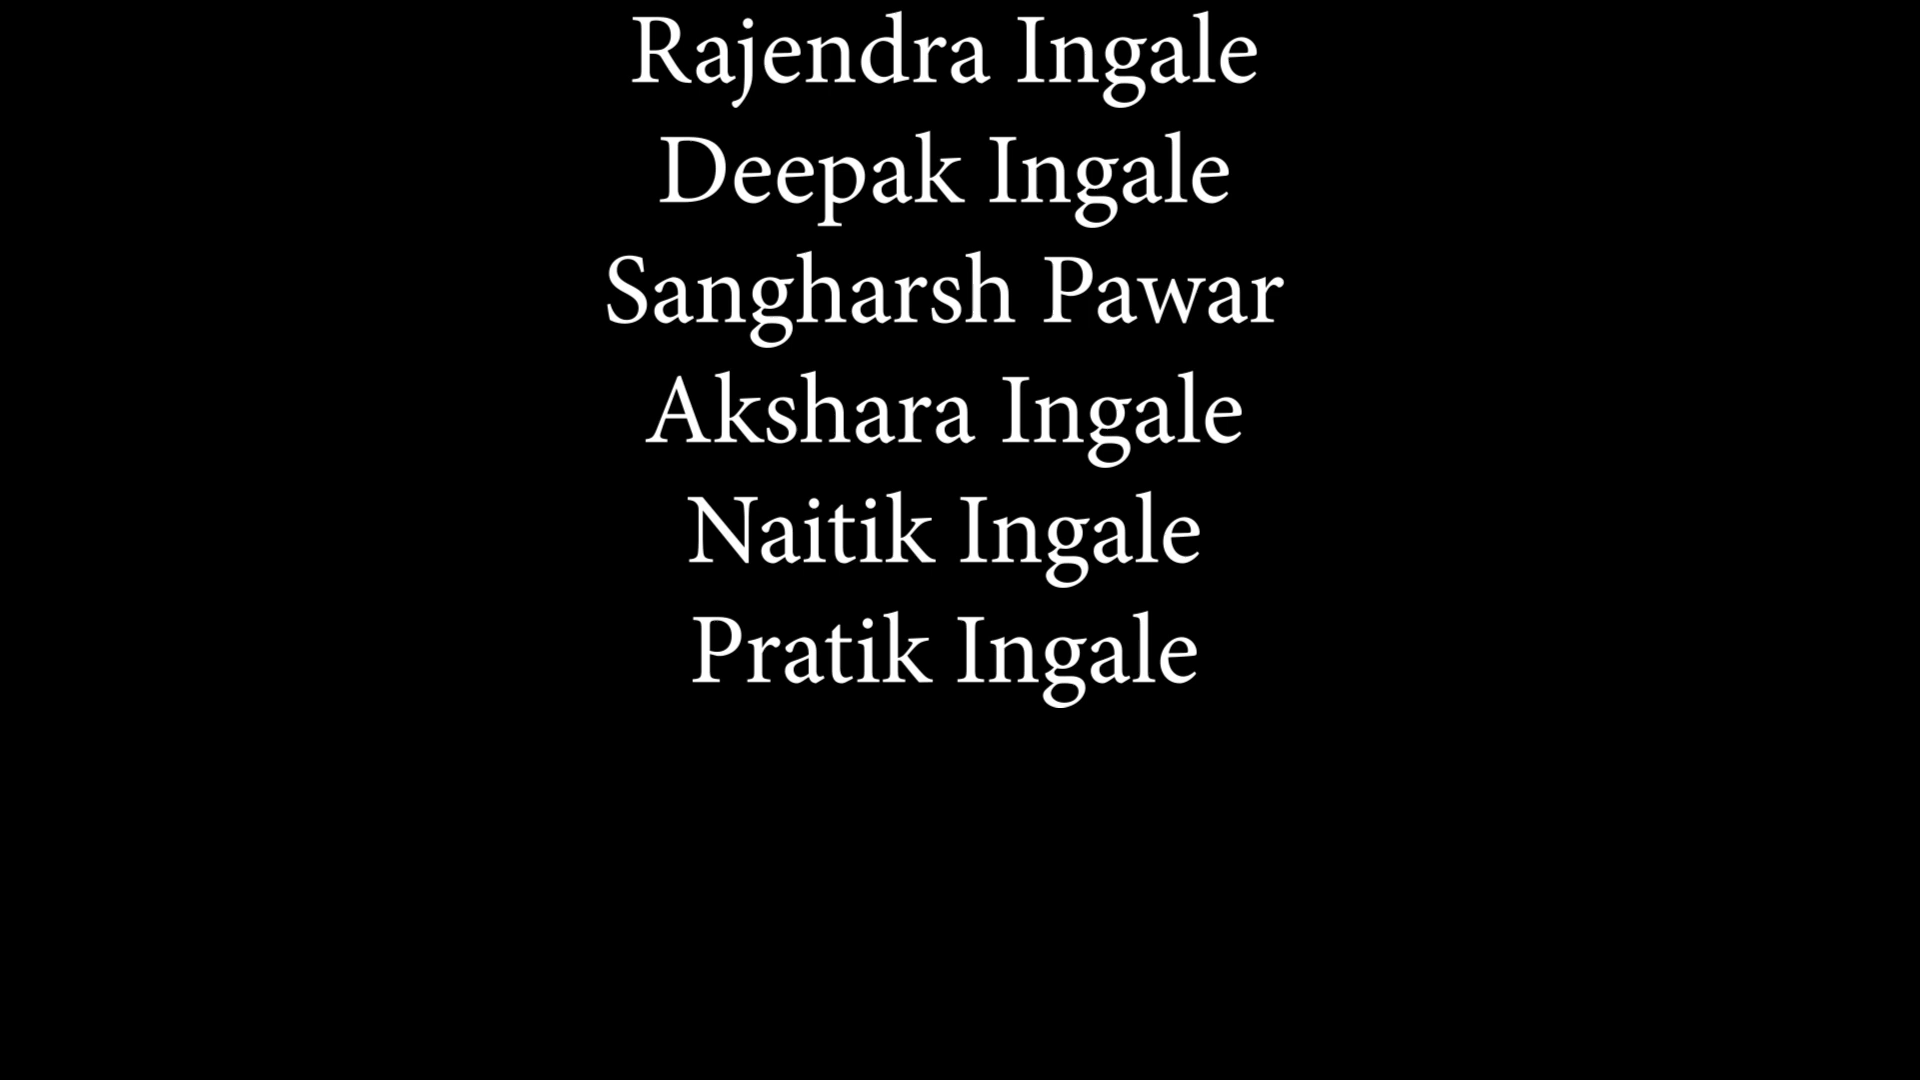 Rajendra Ingale
Deepak Ingale
Sangharsh Pawar
Akshara Ingale
Naitik Ingale
Pratik Ingale